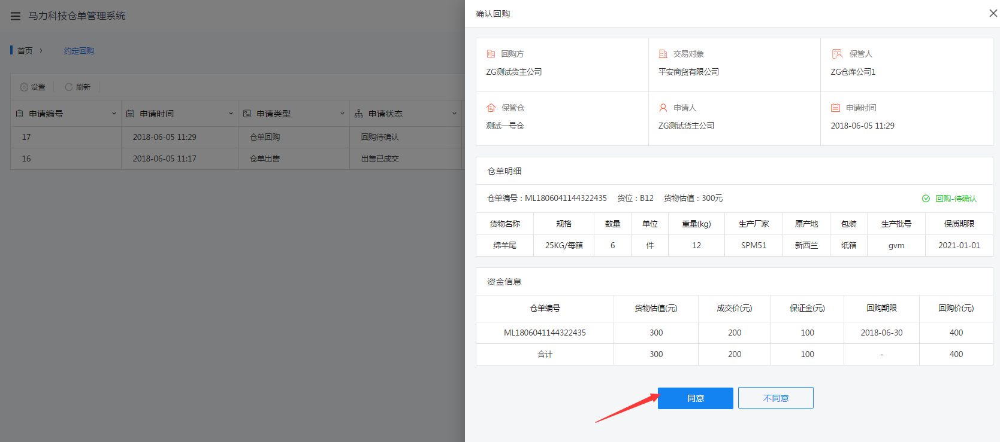 马力科技仓单管理系统
首页 › 约定回购
设置 刷新
申请编号 申请时间 申请类型 申请状态
17 2018-06-05 11:29 仓单回购 回购待确认
16 2018-06-05 11:17 仓单出售 出售已成交
确认回购
回购方 交易对象 保管人
ZG测试货主公司 平安商贸有限公司 ZG仓库公司1
保管仓 申请人 申请时间
测试一号仓 ZG测试货主公司 2018-06-05 11:29
仓单明细
仓单编号：ML1806041144322435 货位：B12 货物估值：300元 回购-待确认
货物名称 规格 数量 单位 重量(kg) 生产厂家 原产地 包装 生产批号 保质期限
绵羊尾 25KG/每箱 6 件 12 SPM51 新西兰 纸箱 gvm 2021-01-01
资金信息
仓单编号 货物估值(元) 成交价(元) 保证金(元) 回购期限 回购价(元)
ML1806041144322435 300 200 100 2018-06-30 400
合计 300 200 100 - 400
同意 不同意